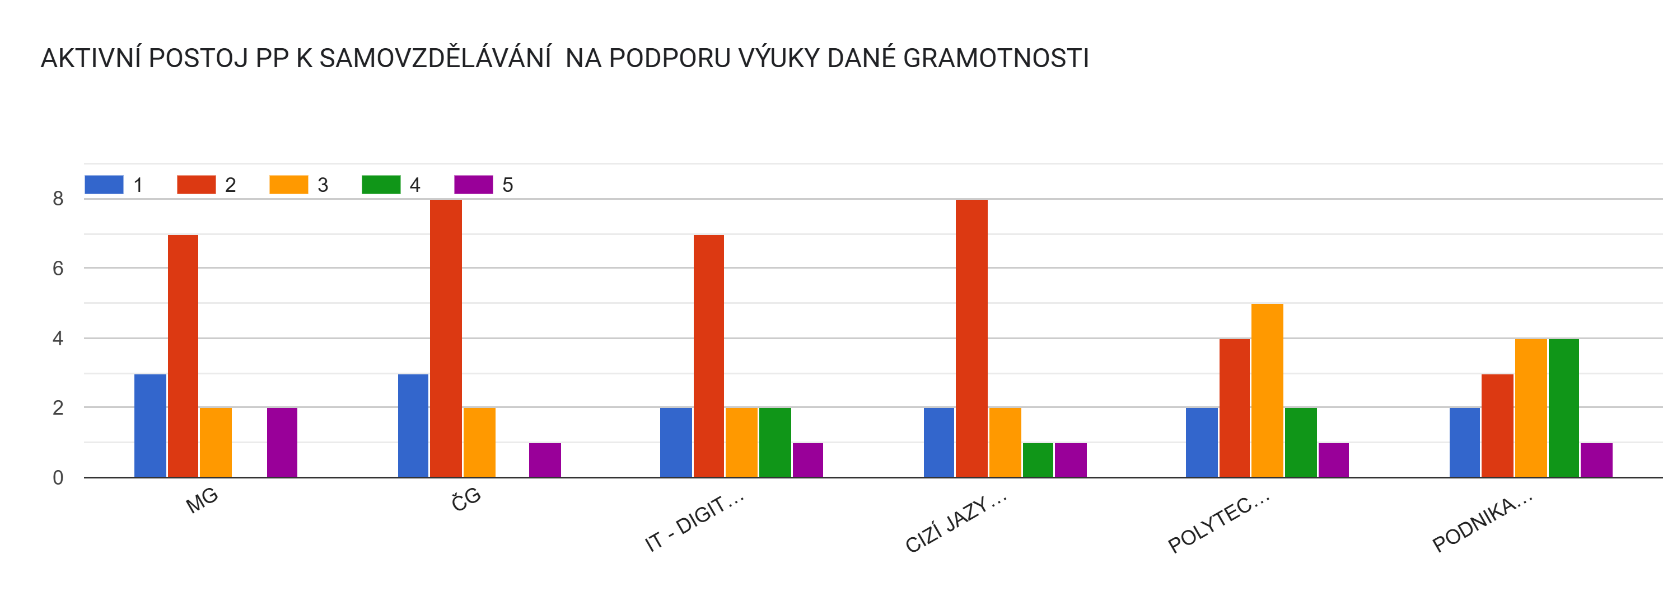 AKTIVNÍ POSTOJ PP K SAMOVZDĚLÁVÁNÍ  NA PODPORU VÝUKY DANÉ GRAMOTNOSTI
1 2 3 4 5
8
6
4
2
0
MG ČG IT - DIGIT… CIZÍ JAZY… POLYTEC… PODNIKA…